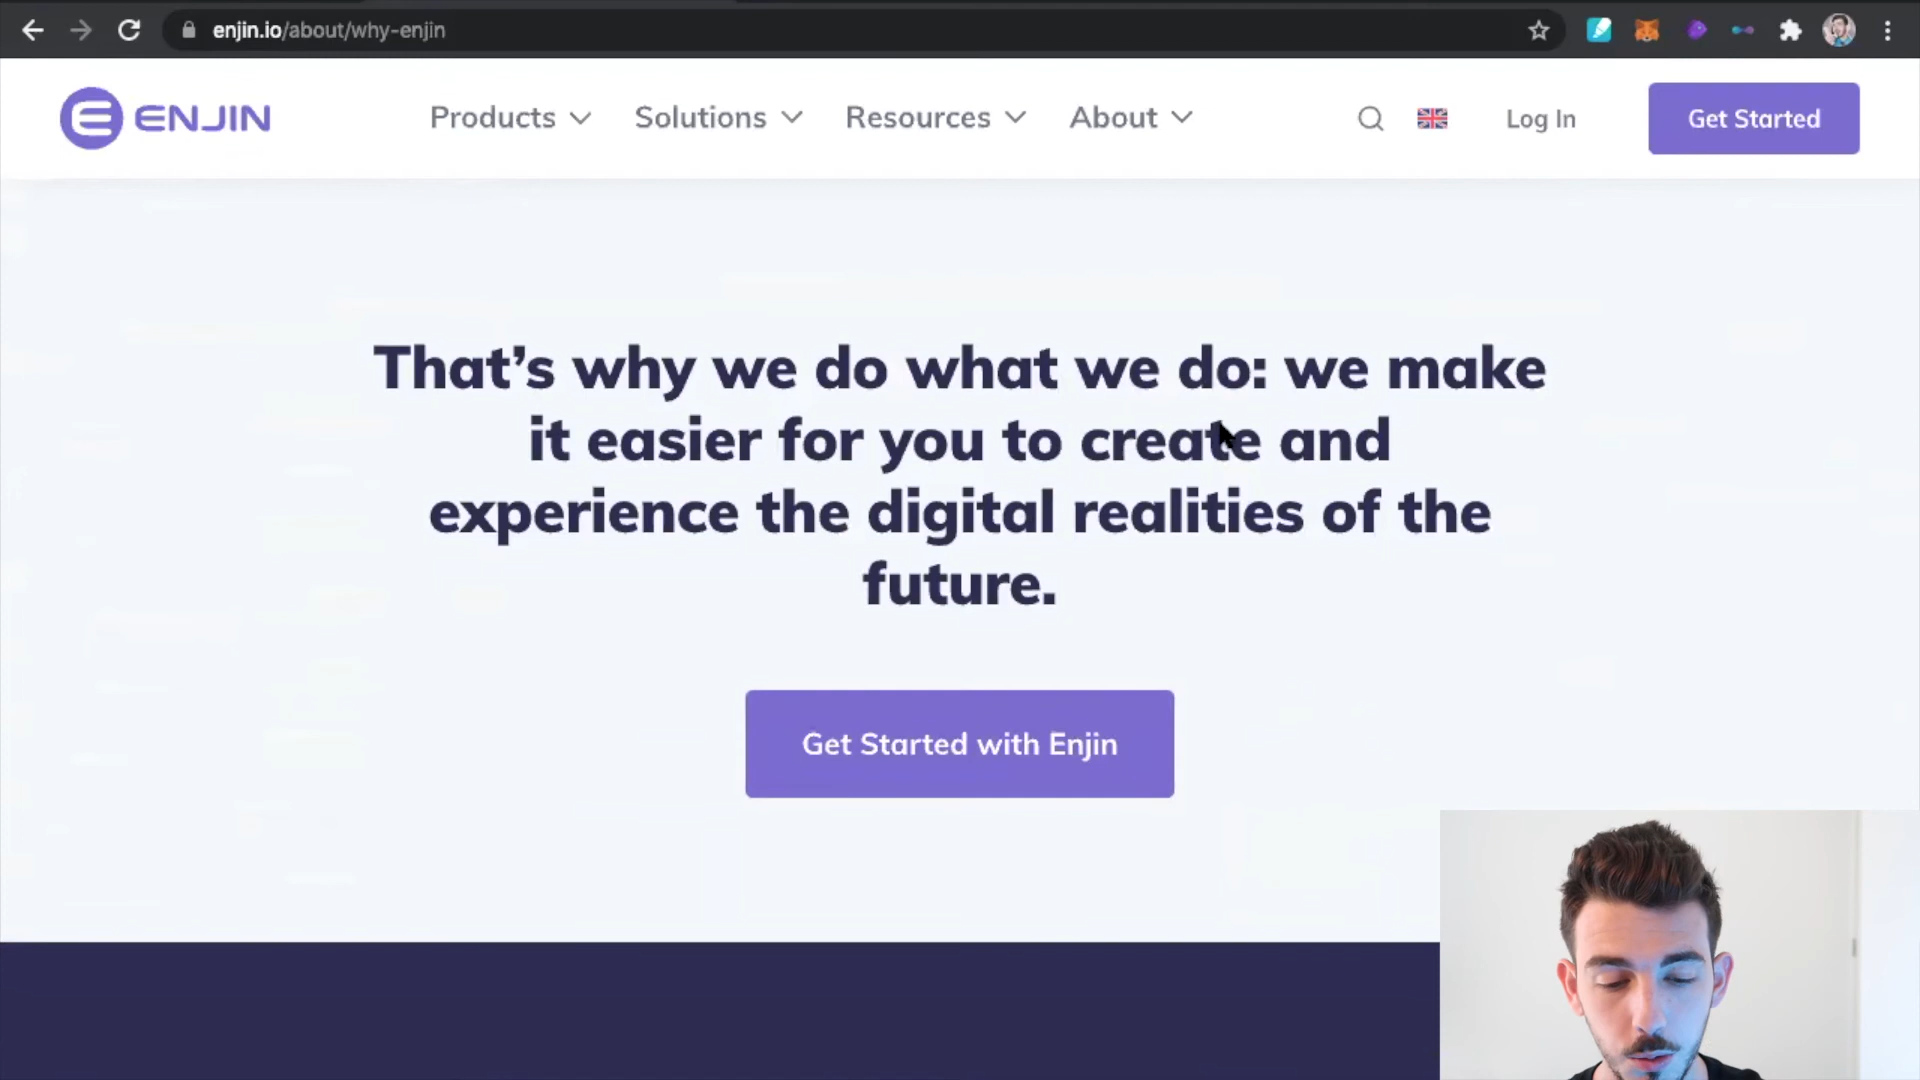 enjin.io/about/why-enjin
ENJIN
Products
Solutions
Resources
About
Log In
Get Started
That’s why we do what we do: we make
it easier for you to create and
experience the digital realities of the
future.
Get Started with Enjin